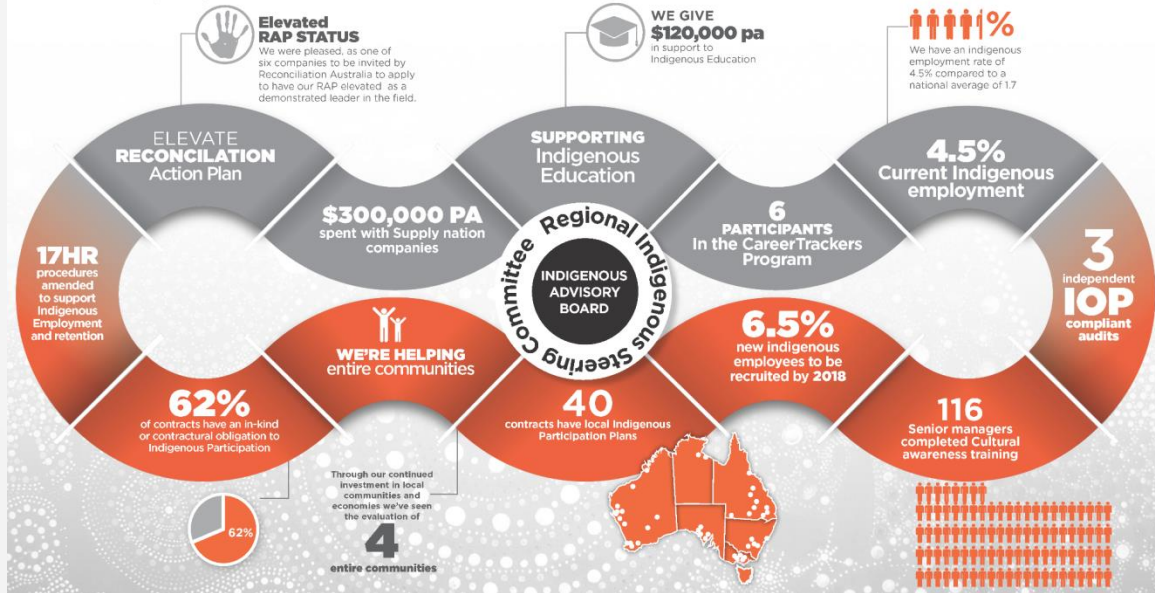 Elevated
RAP STATUS
We were pleased, as one of
six companies to be invited by
Reconciliation Australia to apply
to have our RAP elevated as a
demonstrated leader in the field.
WE GIVE
$120,000 pa
in support to
Indigenous Education
%
We have an indigenous
employment rate of
4.5% compared to a
national average of 1.7
ELEVATE
RECONCILATION
Action Plan
$300,000 PA
spent with Supply nation
companies
SUPPORTING
Indigenous
Education
6
PARTICIPANTS
In the CareerTrackers
Program
4.5%
Current Indigenous
employment
17HR
procedures
amended
to support
Indigenous
Employment
and retention
Regional Indigenous Steering Committee
INDIGENOUS
ADVISORY
BOARD
3
independent
IOP
compliant
audits
62%
of contracts have an in-kind
or contractural obligation to
Indigenous Participation
WE'RE HELPING
entire communities
40
contracts have local Indigenous
Participation Plans
6.5%
new indigenous
employees to be
recruited by 2018
116
Senior managers
completed Cultural
awareness training
62%
Through our continued
investment in local
communities and
economies we've seen
the evaluation of
4
entire communities